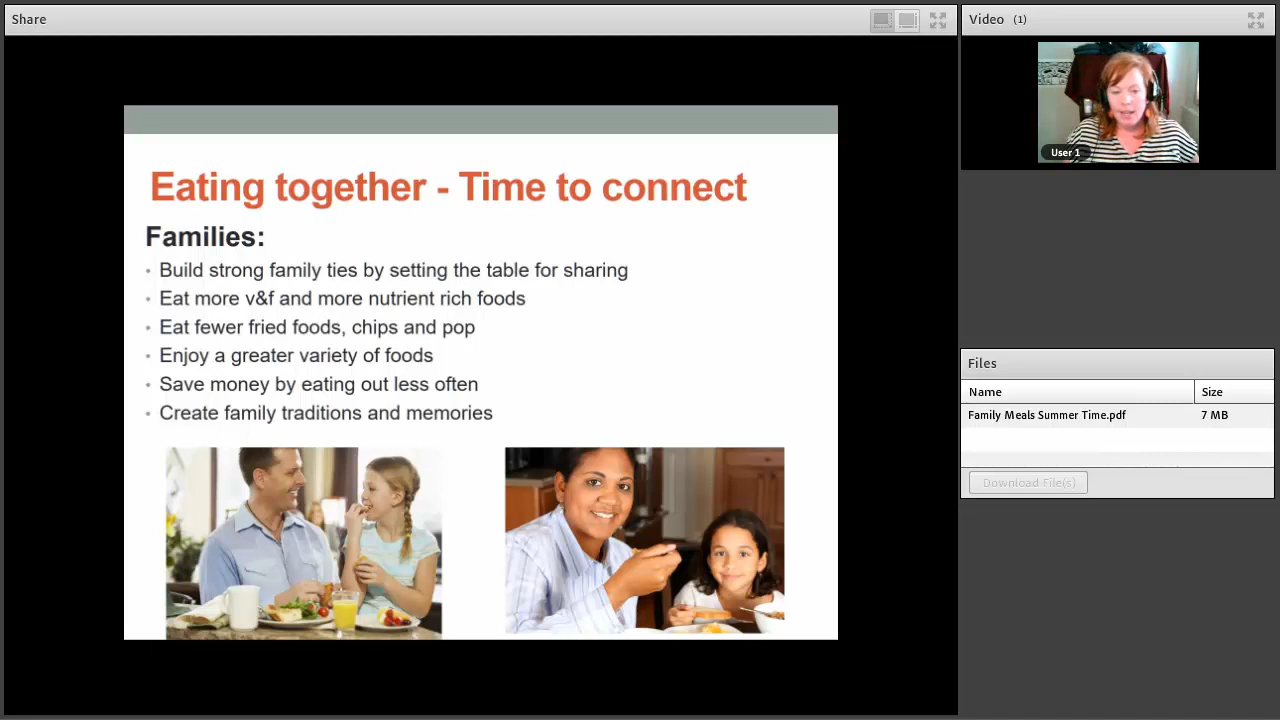 Share
Video (1)
User 1
Eating together - Time to connect
Families:
• Build strong family ties by setting the table for sharing
• Eat more v&f and more nutrient rich foods
• Eat fewer fried foods, chips and pop
• Enjoy a greater variety of foods
• Save money by eating out less often
• Create family traditions and memories
Files
Name Size
Family Meals Summer Time.pdf 7 MB
Download File(s)